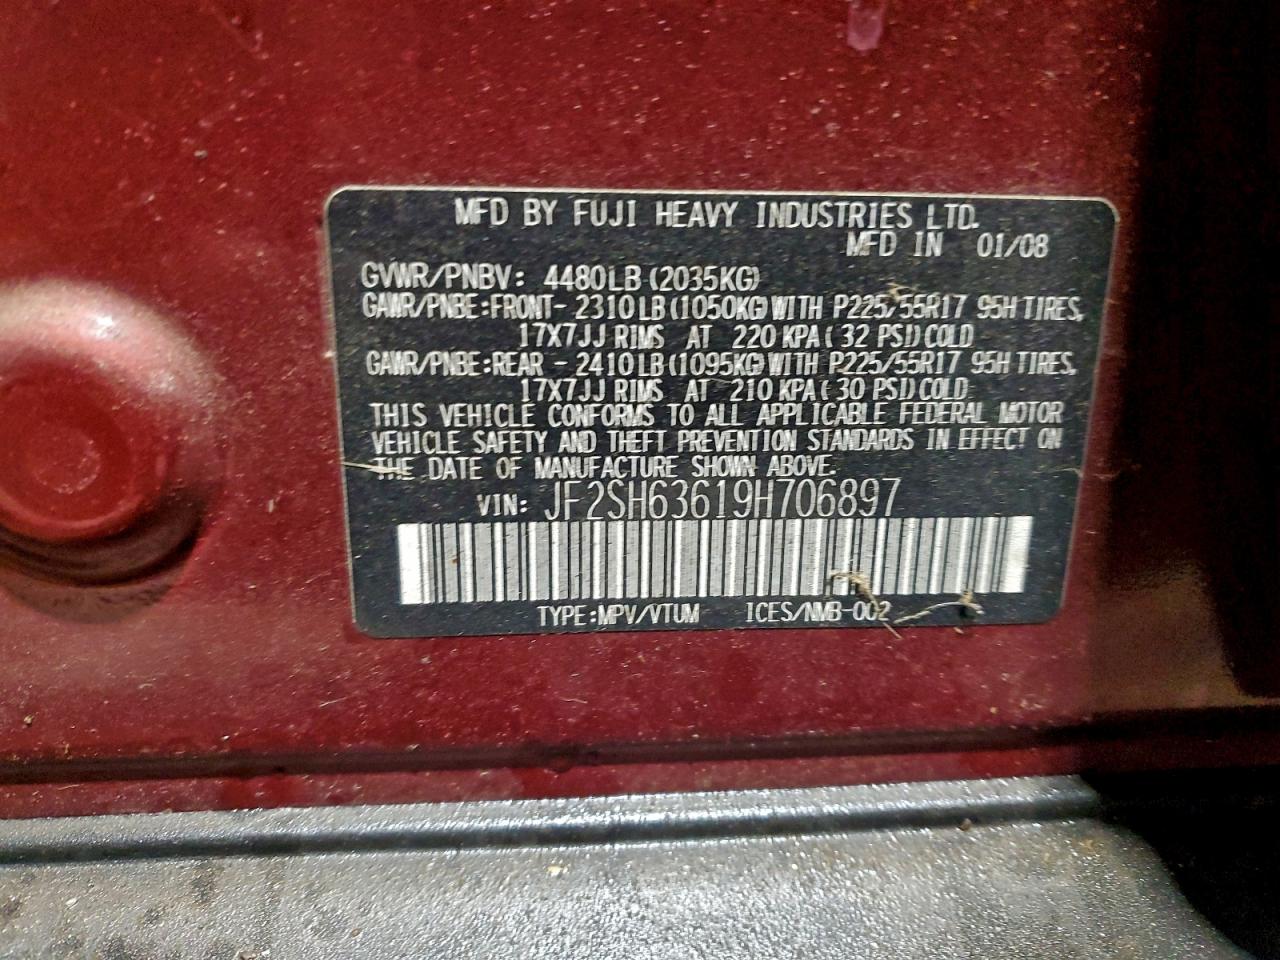 MFD BY FUJI HEAVY INDUSTRIES LTD.
MFD IN 01/08
GVWR/PNBV: 4480LB(2035KG)
GAWR/PNBE:FRONT- 2310LB(1050KG)WITH P225/55R17 95H TIRES,
17X7JJ RIMS AT 220 KPA( 32 PSI)COLD
GAWR/PNBE:REAR - 2410LB(1095KG)WITH P225/55R17 95H TIRES,
17X7JJ RIMS AT 210 KPA( 30 PSI)COLD
THIS VEHICLE CONFORMS TO ALL APPLICABLE FEDERAL MOTOR
VEHICLE SAFETY AND THEFT PREVENTION STANDARDS IN EFFECT ON
THE DATE OF MANUFACTURE SHOWN ABOVE.
VIN: JF2SH63619H706897
TYPE:MPV/VTUM ICES/NMB-002